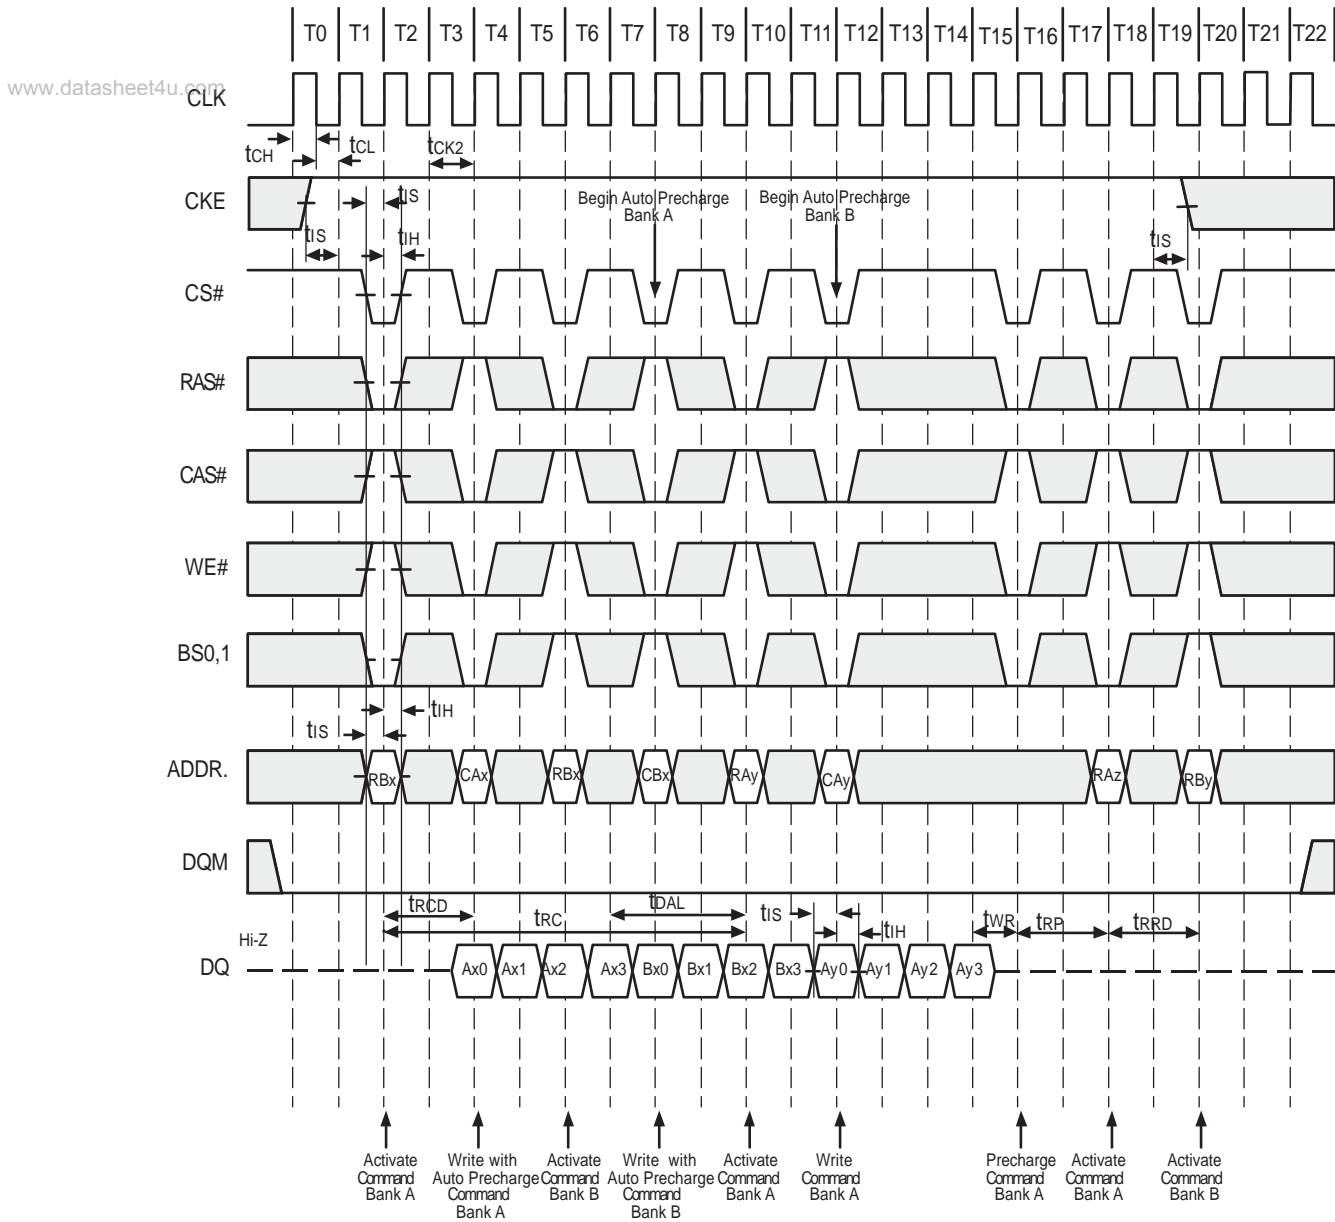 T0 T1 T2 T3 T4 T5 T6 T7 T8 T9 T10 T11 T12 T13 T14 T15 T16 T17 T18 T19 T20 T21 T22
www.datasheet4u.com
CLK
tCH tCL tCK2
CKE
tIS
Begin Auto Precharge
Bank A
Begin Auto Precharge
Bank B
tIS
tIH
tIS
CS#
RAS#
CAS#
WE#
BS0,1
tIH
tIS
ADDR.
RBx CAx RBx CBx RAy CAy RAz RBy
DQM
tRCD
tRC
tDAL
tIS
tIH
tWR
tRP
tRRD
Hi-Z
DQ
Ax0 Ax1 Ax2 Ax3 Bx0 Bx1 Bx2 Bx3 Ay0 Ay1 Ay2 Ay3
Activate
Command
Bank A
Write with
Auto Precharge
Command
Bank A
Activate
Command
Bank B
Write with
Auto Precharge
Command
Bank B
Activate
Command
Bank A
Write
Command
Bank A
Precharge
Command
Bank A
Activate
Command
Bank A
Activate
Command
Bank B